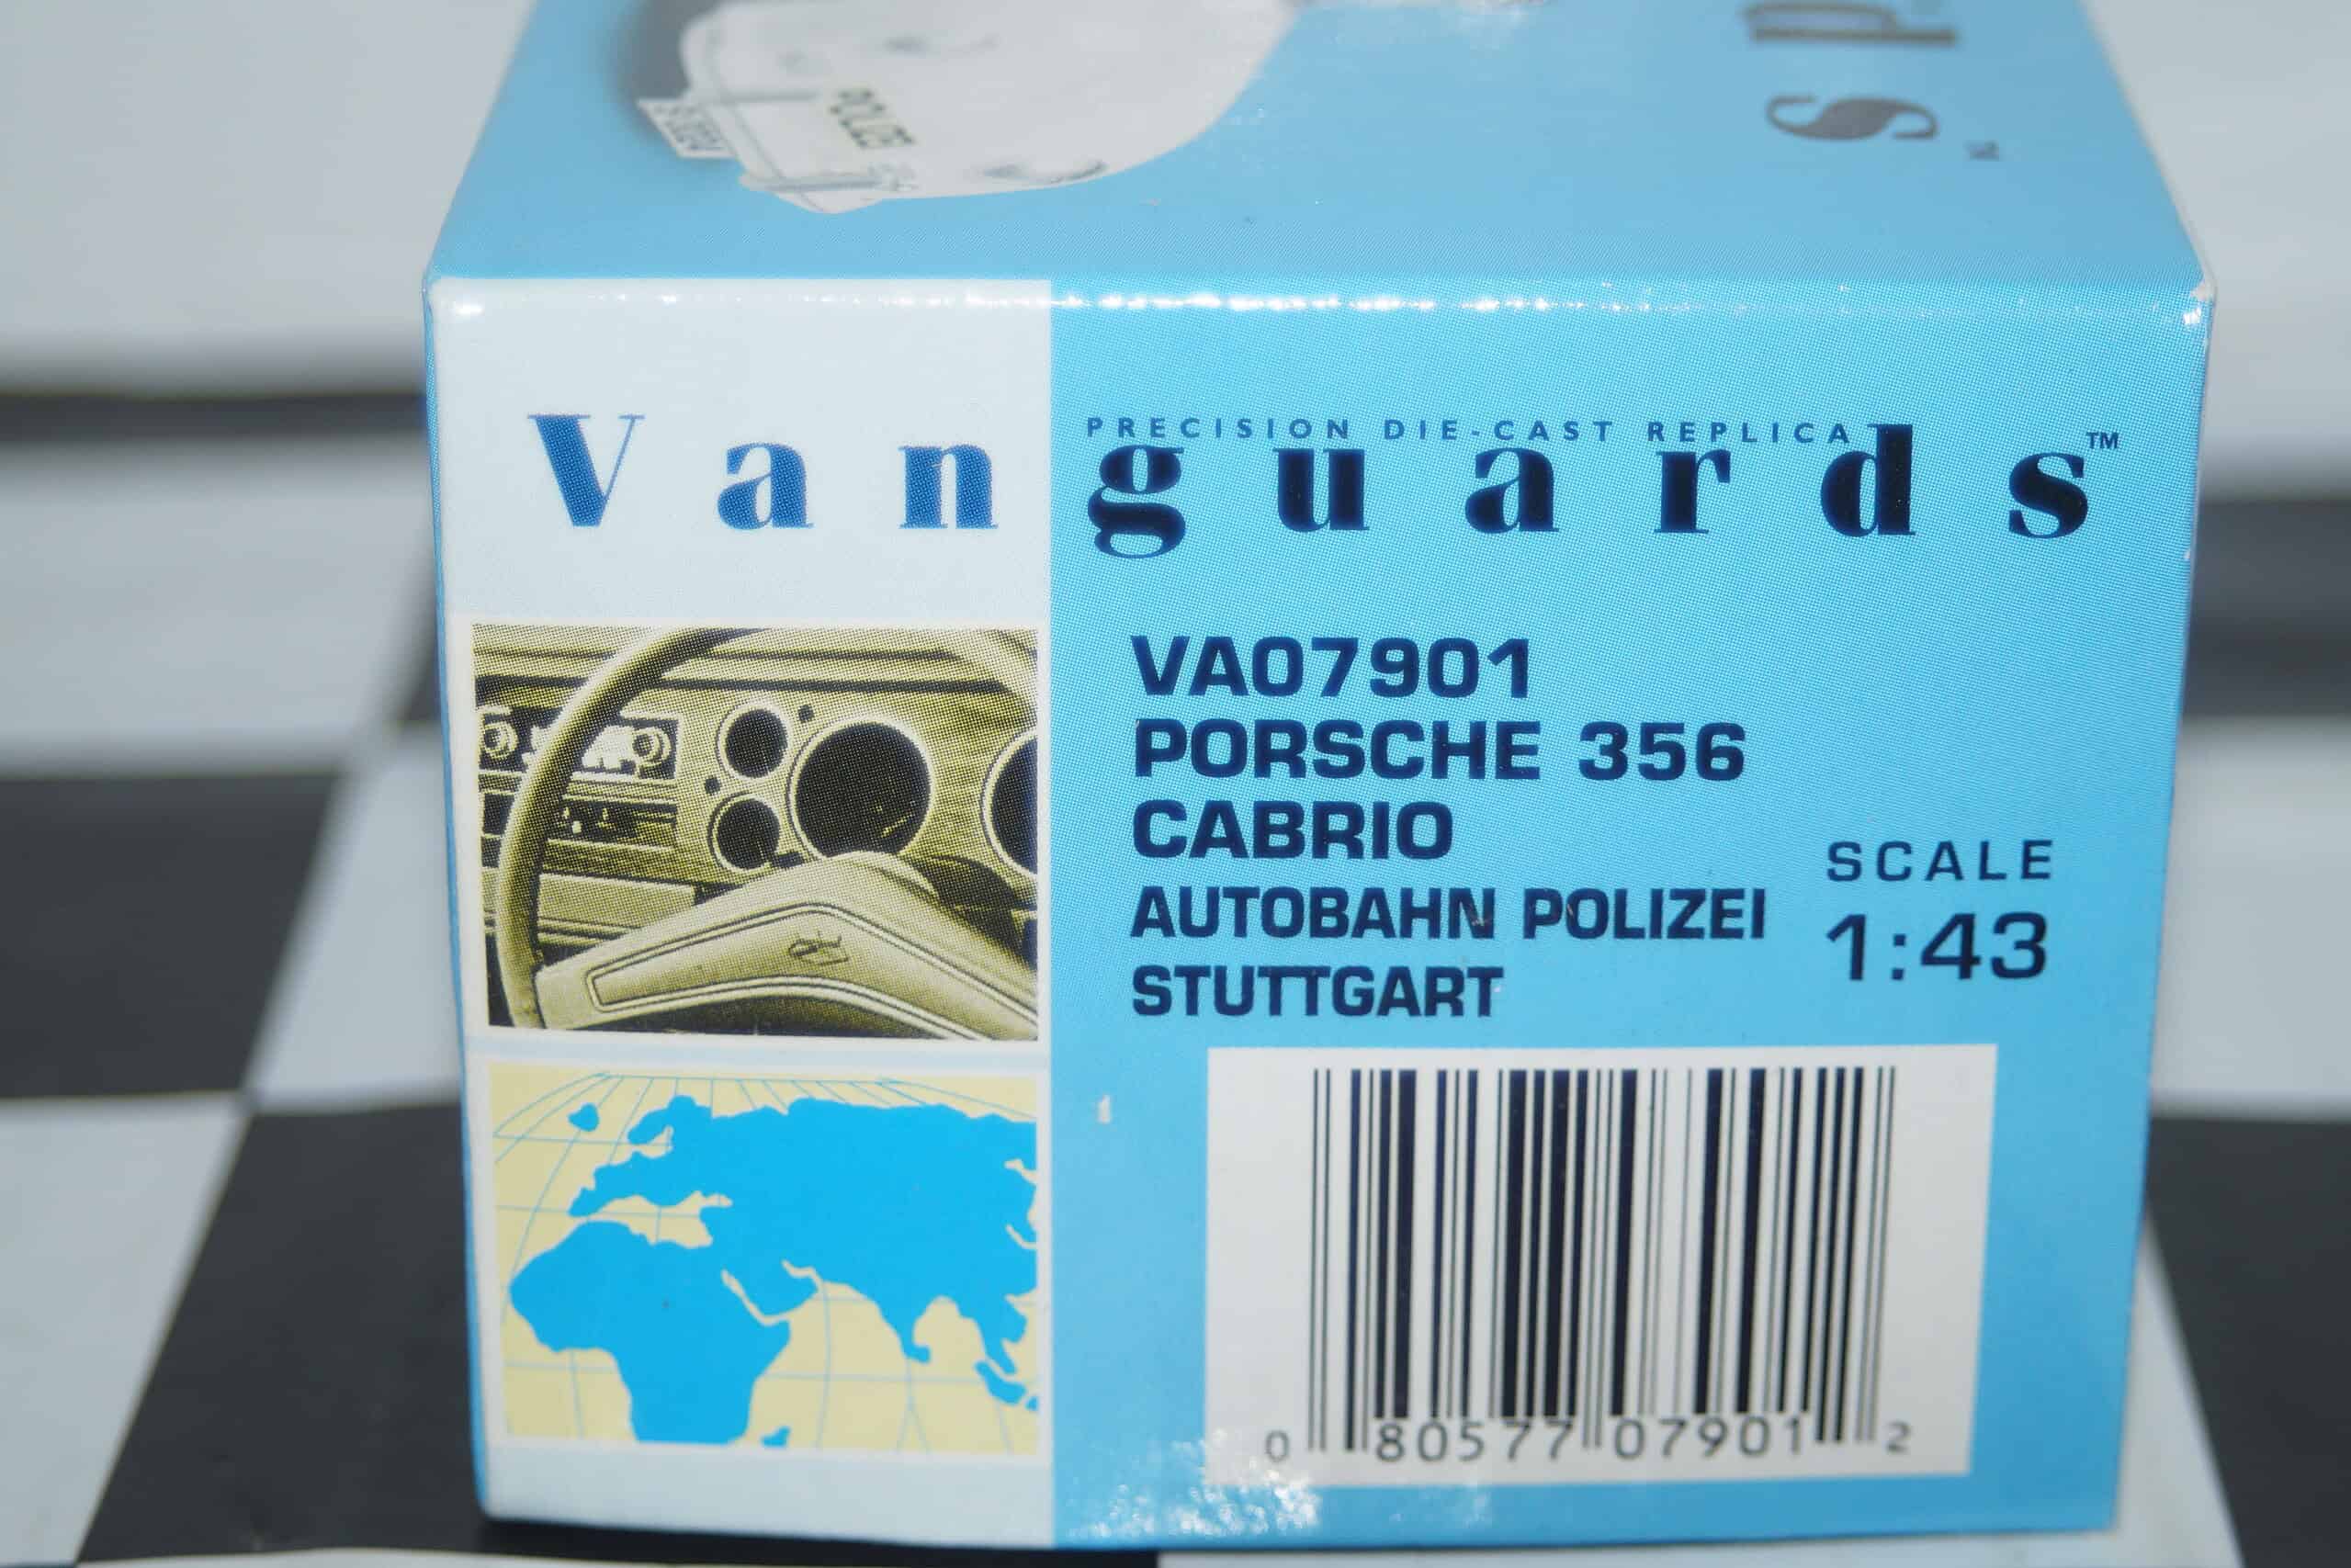 POLIZEI
Vanguards™
PRECISION DIE-CAST REPLICA
VA07901
PORSCHE 356
CABRIO
AUTOBAHN POLIZEI
STUTTGART
SCALE
1:43
0 80577 07901 2